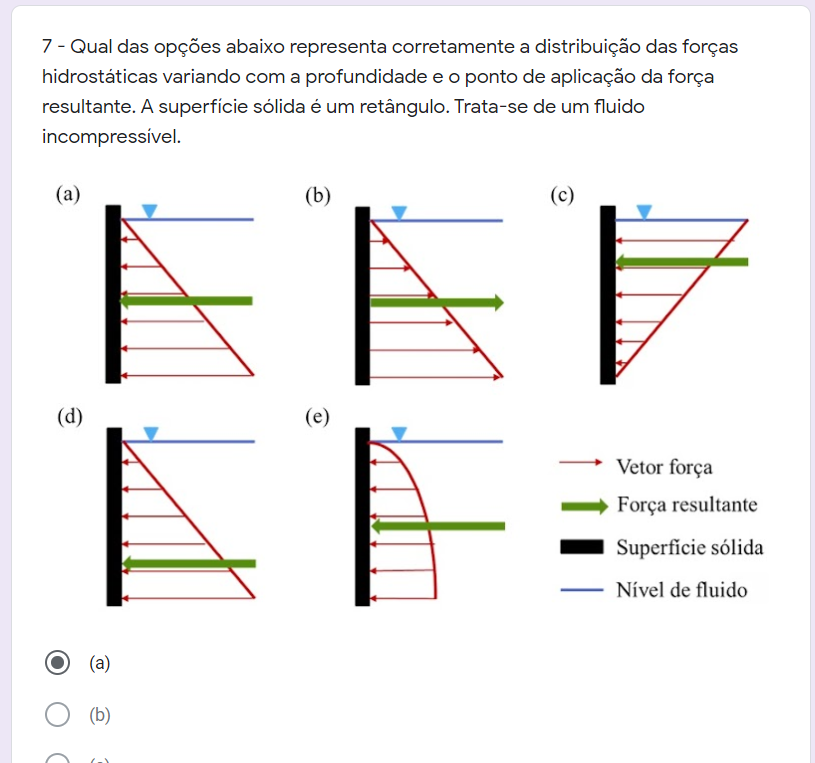 7 - Qual das opções abaixo representa corretamente a distribuição das forças
hidrostáticas variando com a profundidade e o ponto de aplicação da força
resultante. A superfície sólida é um retângulo. Trata-se de um fluido
incompressível.
(a)
(b)
(c)
(d)
(e)
Vetor força
Força resultante
Superfície sólida
Nível de fluido
(a)
(b)